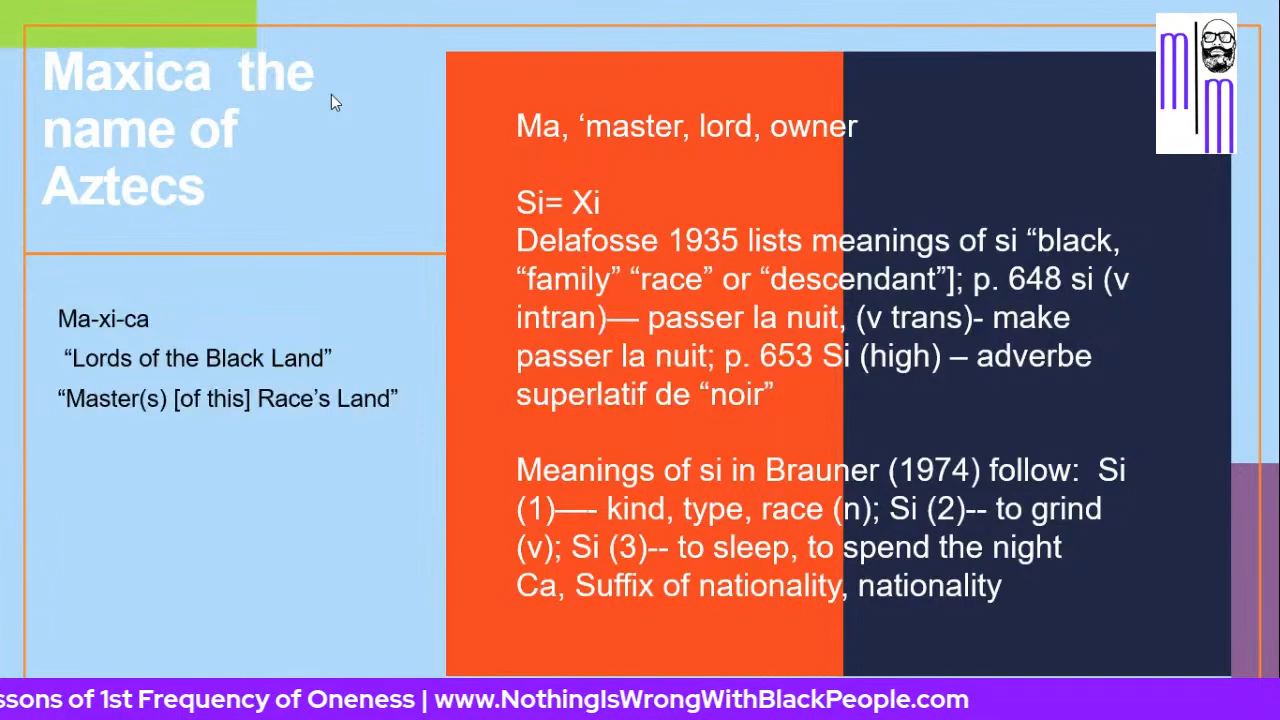 Maxica  the
name of
Aztecs
Ma-xi-ca
“Lords of the Black Land”
“Master(s) [of this] Race’s Land”
Ma, ‘master, lord, owner
Si= Xi
Delafosse 1935 lists meanings of si “black,
“family” “race” or “descendant”]; p. 648 si (v
intran)–– passer la nuit, (v trans)- make
passer la nuit; p. 653 Si (high) – adverbe
superlatif de “noir”
Meanings of si in Brauner (1974) follow:  Si
(1)—- kind, type, race (n); Si (2)-- to grind
(v); Si (3)-- to sleep, to spend the night
Ca, Suffix of nationality, nationality
m m
ssons of 1st Frequency of Oneness | www.NothingIsWrongWithBlackPeople.com